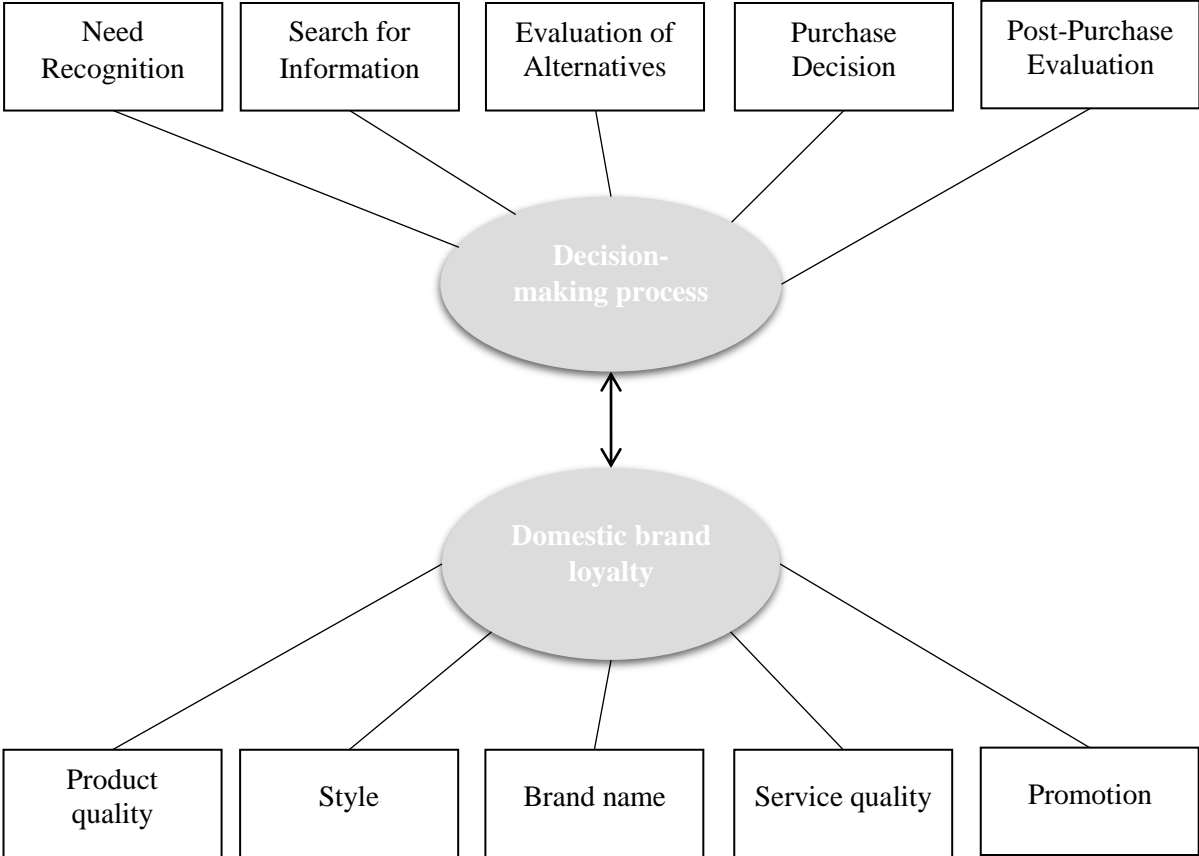 Need
Recognition
Search for
Information
Evaluation of
Alternatives
Purchase
Decision
Post-Purchase
Evaluation
Decision-
making process
Domestic brand
loyalty
Product
quality
Style
Brand name
Service quality
Promotion